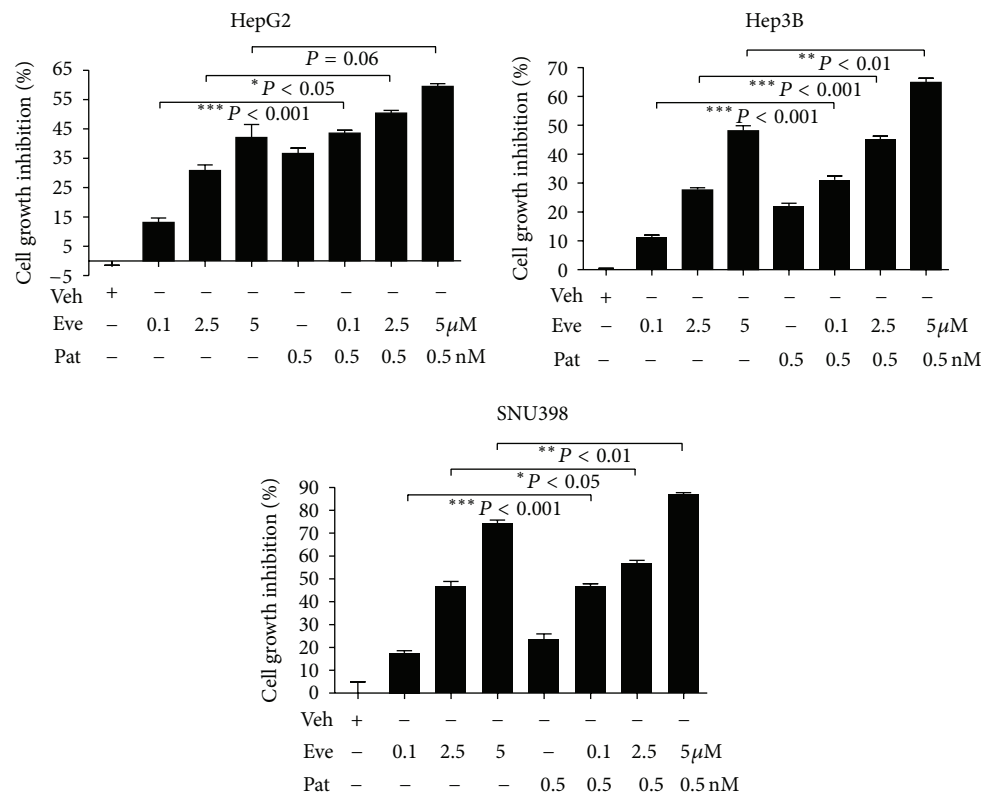 HepG2
Cell growth inhibition (%)
65
55
45
35
25
15
5
−5
P = 0.06
* P < 0.05
*** P < 0.001
Veh + − − − − − − −
Eve − 0.1 2.5 5 − 0.1 2.5 5 μM
Pat − − − − 0.5 0.5 0.5 0.5 nM
Hep3B
Cell growth inhibition (%)
70
60
50
40
30
20
10
0
** P < 0.01
*** P < 0.001
*** P < 0.001
Veh + − − − − − − −
Eve − 0.1 2.5 5 − 0.1 2.5 5 μM
Pat − − − − 0.5 0.5 0.5 0.5 nM
SNU398
Cell growth inhibition (%)
90
80
70
60
50
40
30
20
10
0
** P < 0.01
* P < 0.05
*** P < 0.001
Veh + − − − − − − −
Eve − 0.1 2.5 5 − 0.1 2.5 5 μM
Pat − − − − 0.5 0.5 0.5 0.5 nM